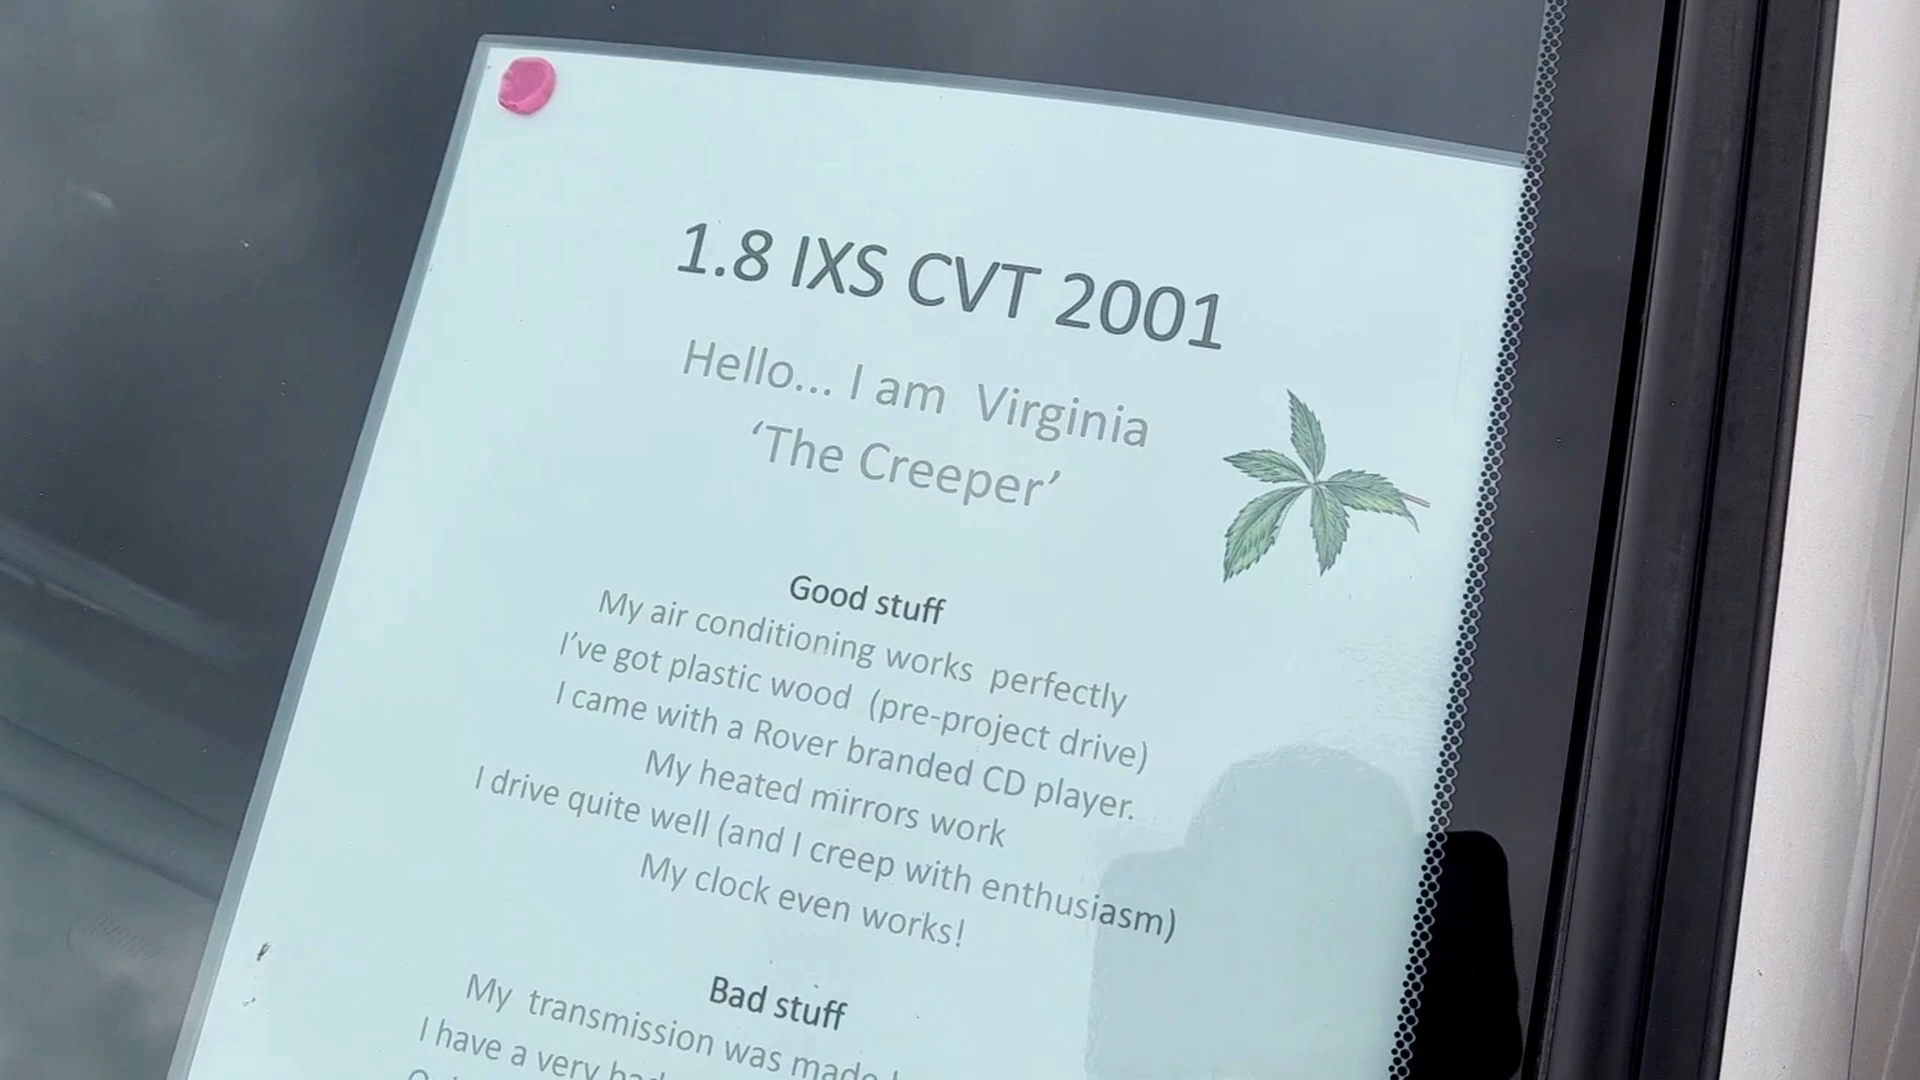 1.8 IXS CVT 2001
Hello... I am Virginia
‘The Creeper’
Good stuff
My air conditioning works perfectly
I’ve got plastic wood (pre-project drive)
I came with a Rover branded CD player.
My heated mirrors work
I drive quite well (and I creep with enthusiasm)
My clock even works!
Bad stuff
My transmission was made
I have a very